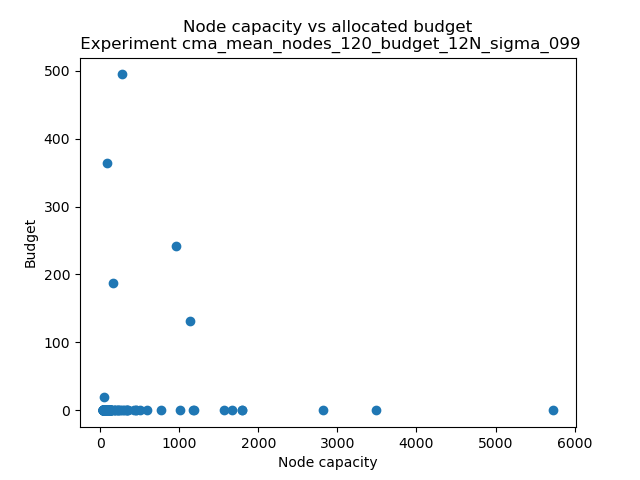 Node capacity vs allocated budget
Experiment cma_mean_nodes_120_budget_12N_sigma_099
500
400
300
200
100
0
Budget
0 1000 2000 3000 4000 5000 6000
Node capacity